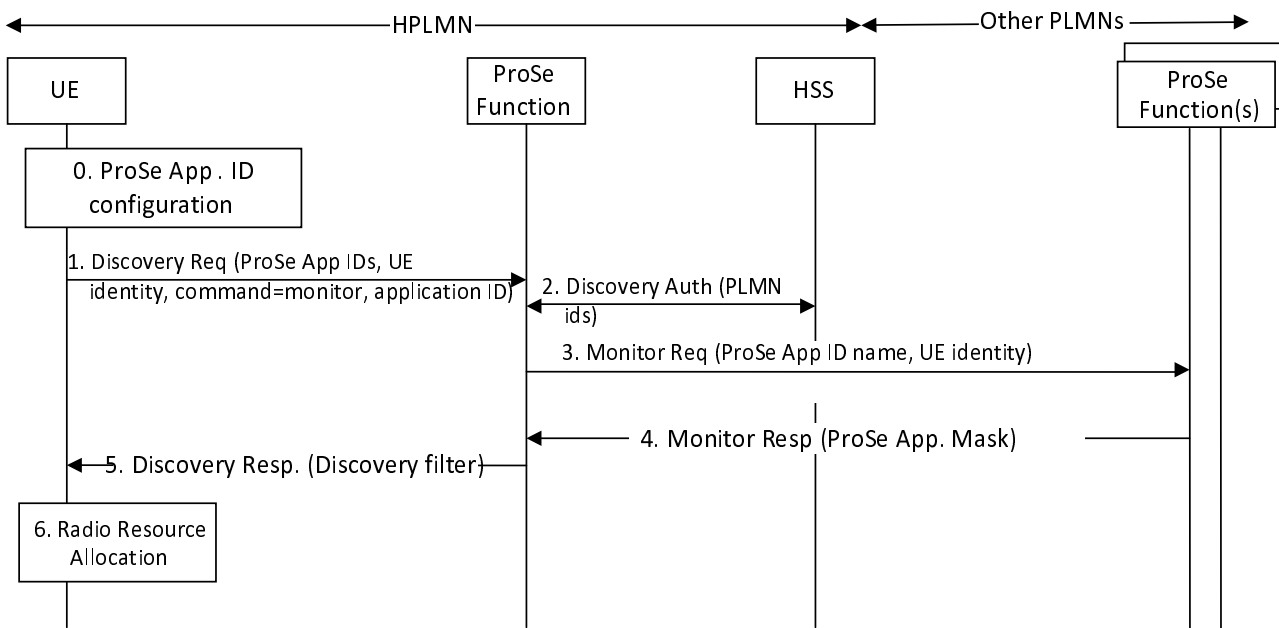 HPLMN
Other PLMNs
UE
ProSe
Function
HSS
ProSe
Function(s)
0. ProSe App . ID
configuration
1. Discovery Req (ProSe App IDs, UE
identity, command=monitor, application ID)
2. Discovery Auth (PLMN
ids)
3. Monitor Req (ProSe App ID name, UE identity)
4. Monitor Resp (ProSe App. Mask)
5. Discovery Resp. (Discovery filter)
6. Radio Resource
Allocation